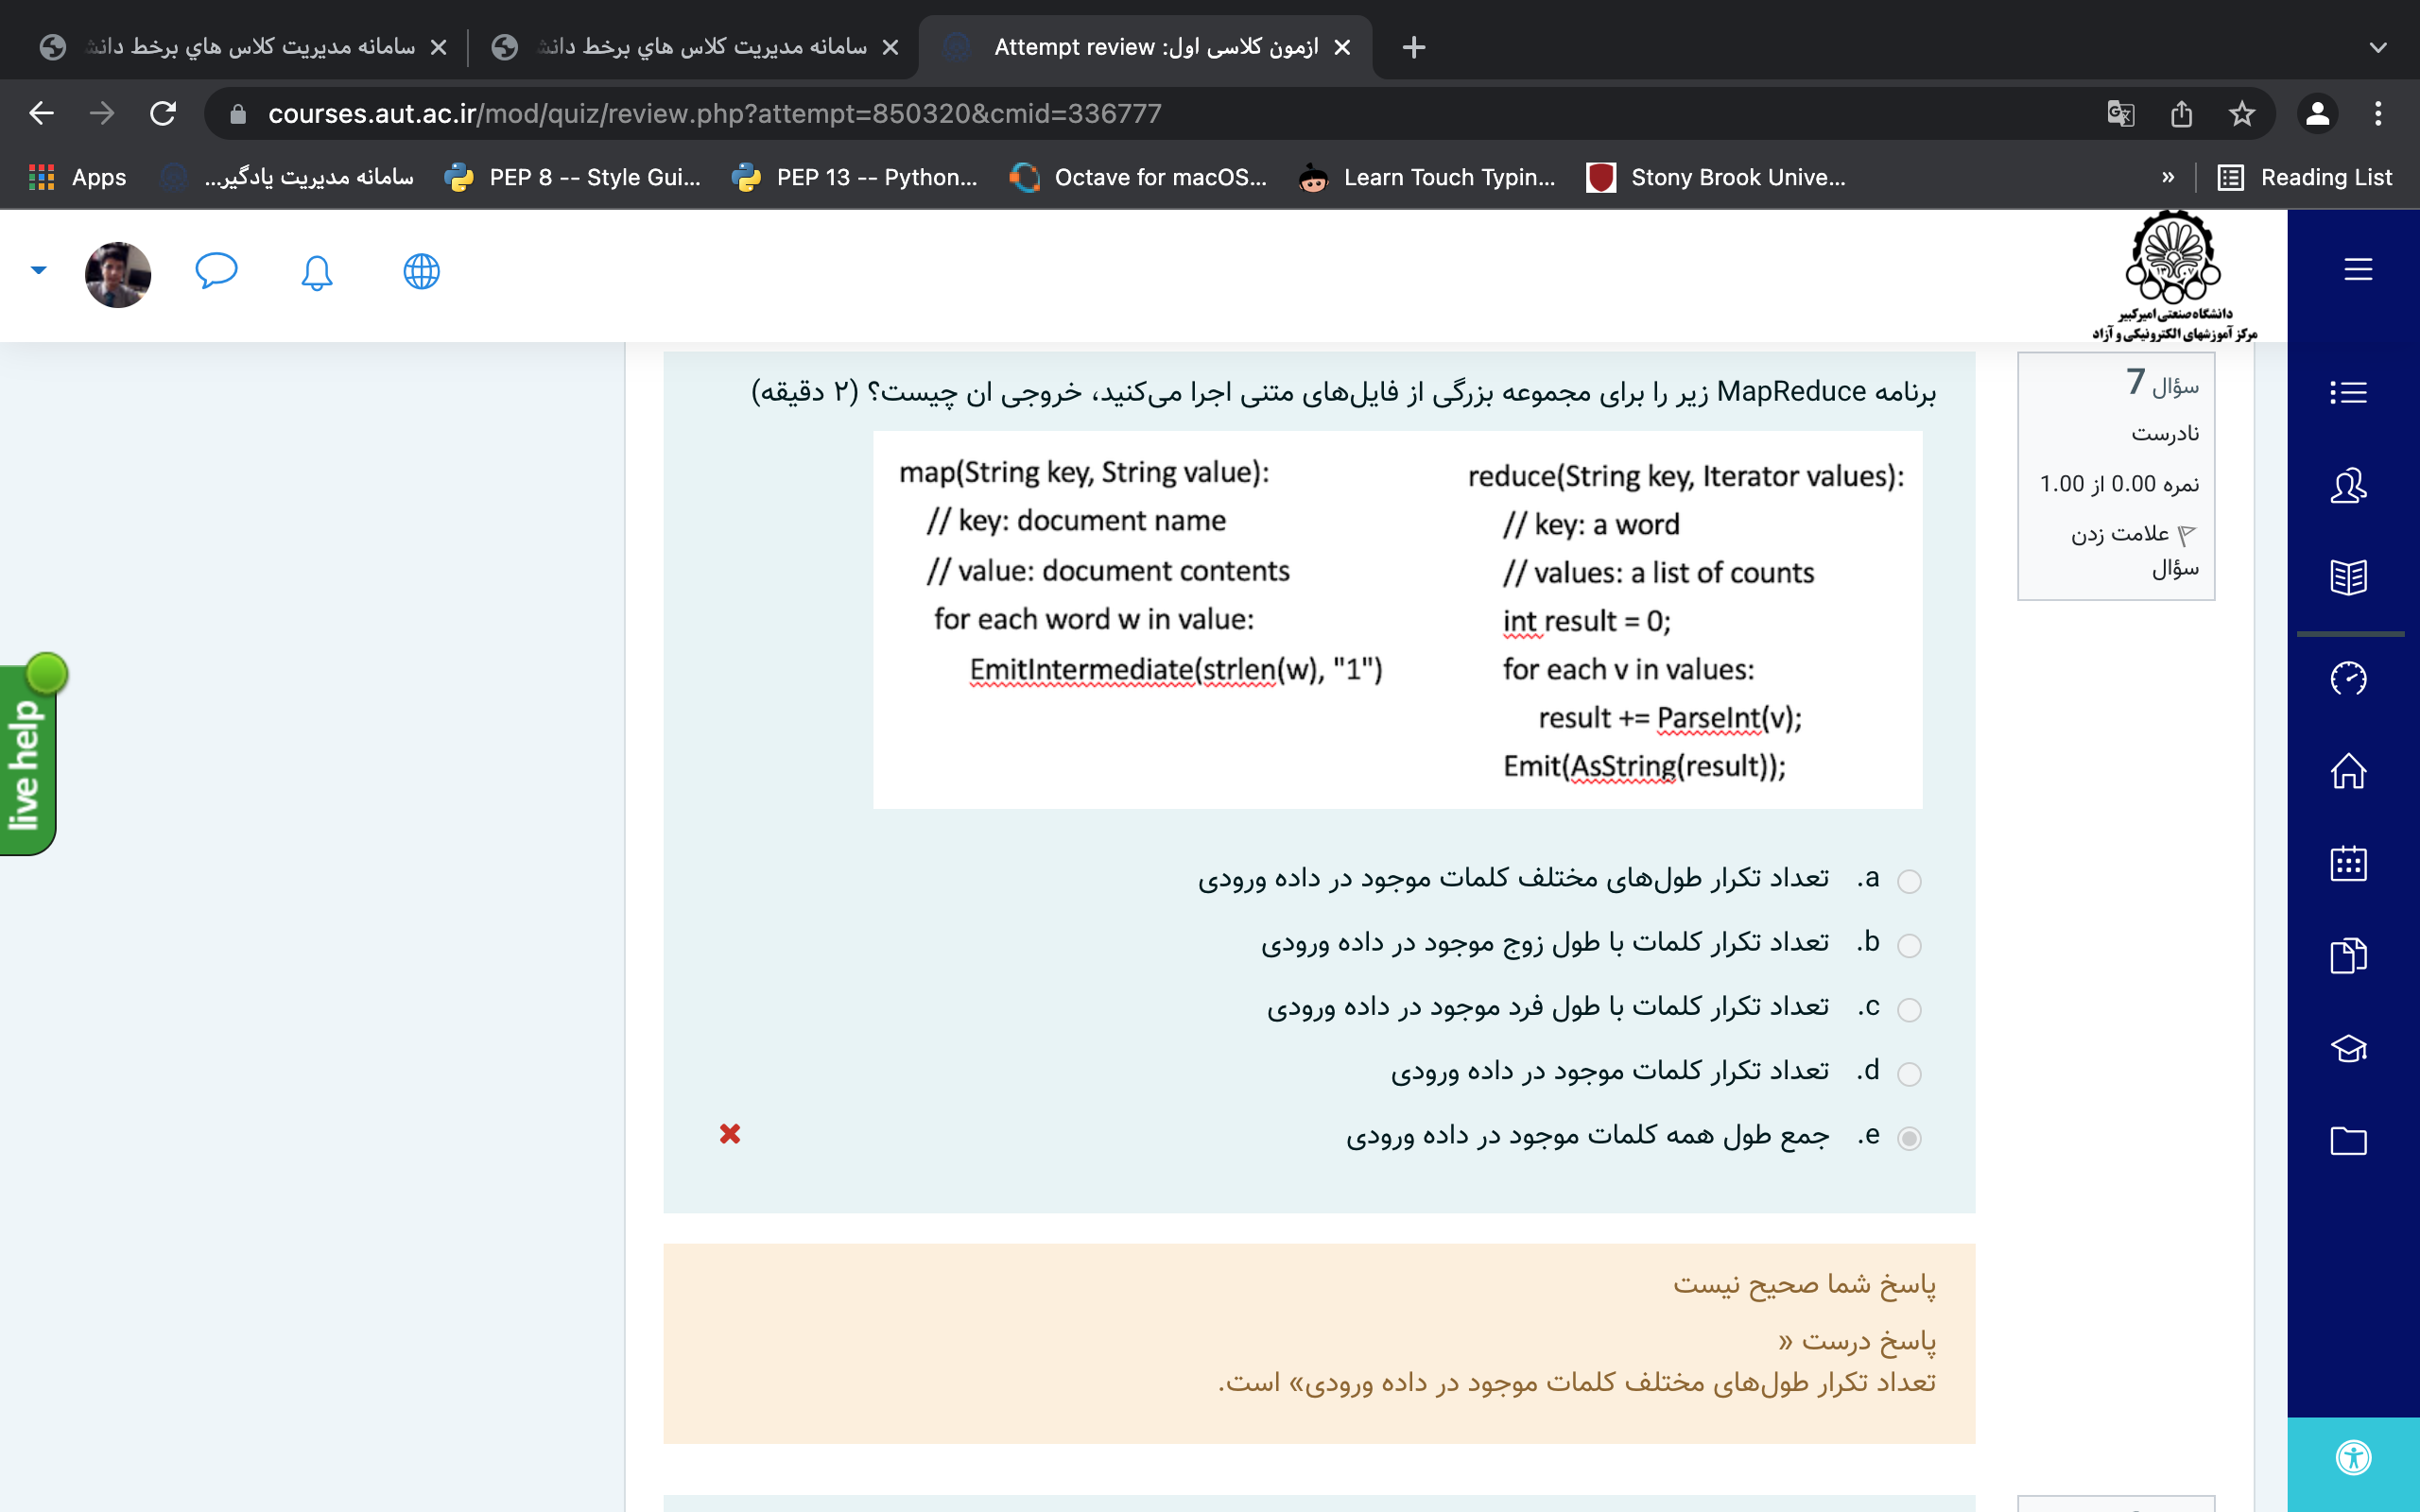 سامانه مديريت كلاس هاي برخط دانش
سامانه مديريت كلاس هاي برخط دانش
ازمون کلاسی اول: Attempt review
courses.aut.ac.ir/mod/quiz/review.php?attempt=850320&cmid=336777
Apps
سامانه مدیریت یادگیر...
PEP 8 -- Style Gui...
PEP 13 -- Python...
Octave for macOS...
Learn Touch Typin...
Stony Brook Unive...
»
Reading List
۱۳۰۷
دانشگاه صنعتی امیرکبیر
مرکز آموزشهای الکترونیکی و آزاد
سؤال 7
نادرست
نمره 0.00 از 1.00
علامت زدن
سؤال
برنامه MapReduce زیر را برای مجموعه بزرگی از فایل‌های متنی اجرا می‌کنید، خروجی ان چیست؟ (۲ دقیقه)
map(String key, String value):
// key: document name
// value: document contents
for each word w in value:
EmitIntermediate(strlen(w), "1")
reduce(String key, Iterator values):
// key: a word
// values: a list of counts
int result = 0;
for each v in values:
result += ParseInt(v);
Emit(AsString(result));
a. تعداد تکرار طول‌های مختلف کلمات موجود در داده ورودی
b. تعداد تکرار کلمات با طول زوج موجود در داده ورودی
c. تعداد تکرار کلمات با طول فرد موجود در داده ورودی
d. تعداد تکرار کلمات موجود در داده ورودی
e. جمع طول همه کلمات موجود در داده ورودی
پاسخ شما صحیح نیست
پاسخ درست «
تعداد تکرار طول‌های مختلف کلمات موجود در داده ورودی» است.
live help